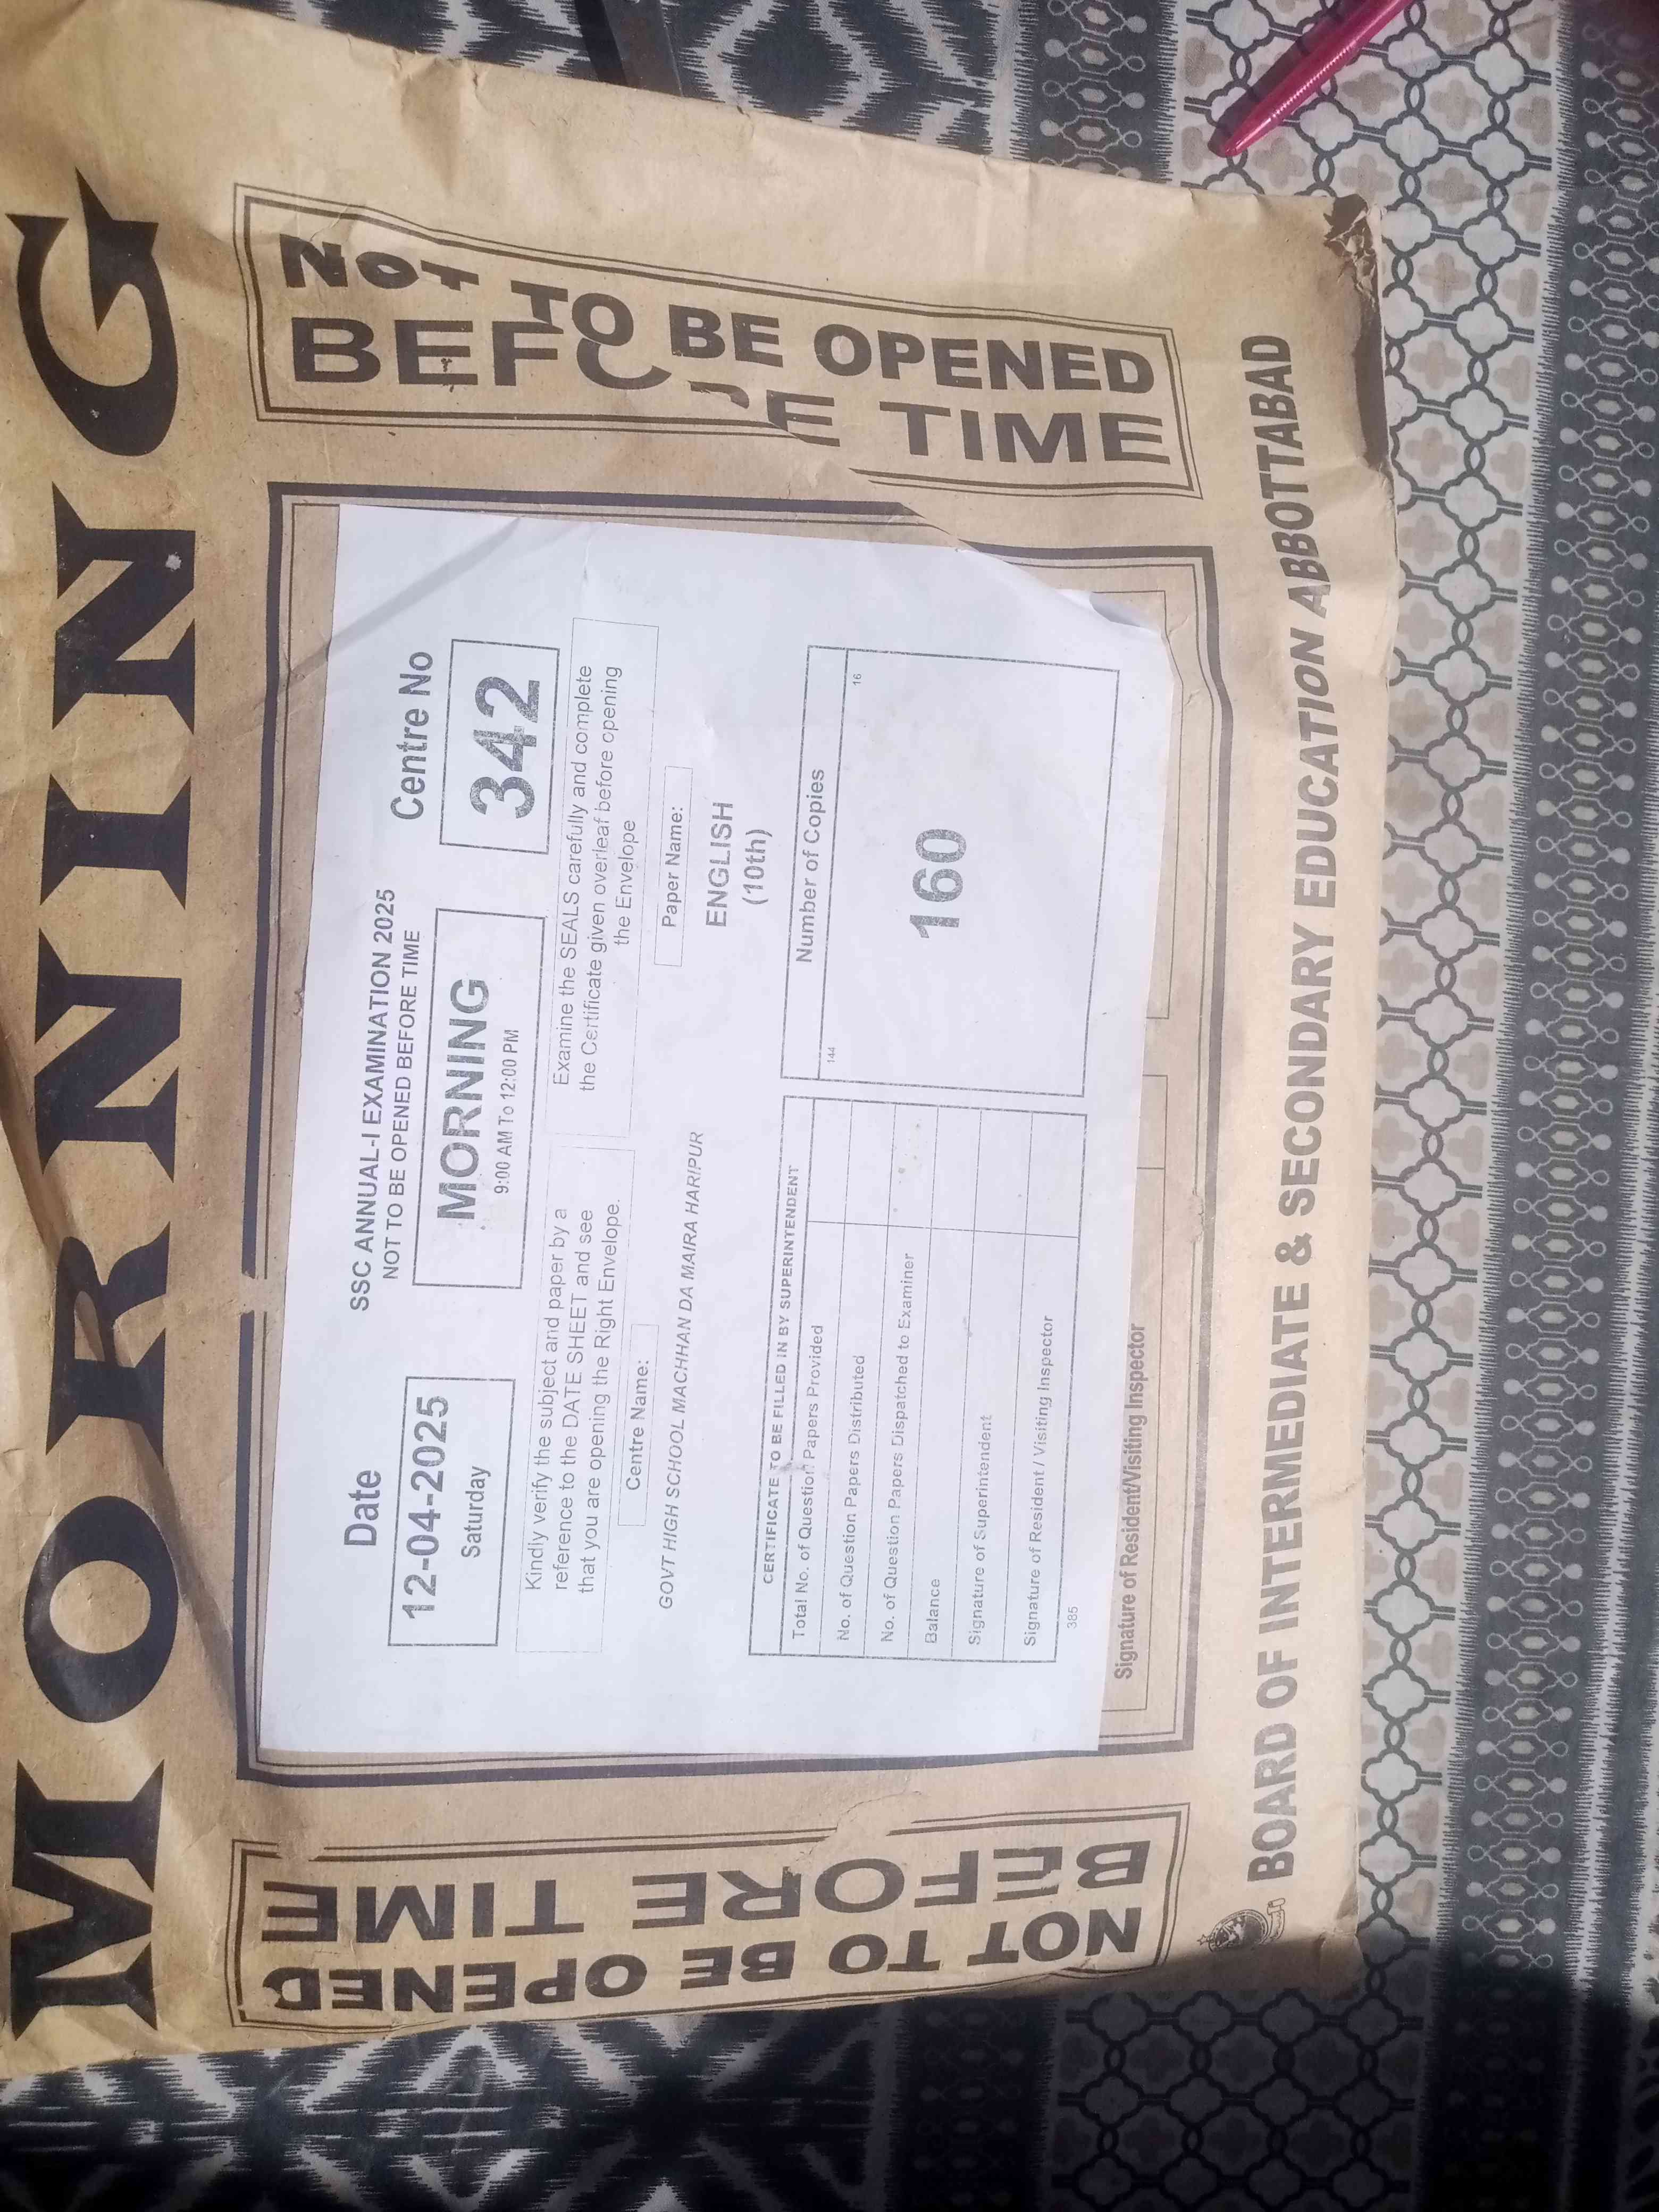 MORNING
NOT TO BE OPENED
BEFORE TIME
Date
12-04-2025
Saturday
SSC ANNUAL-I EXAMINATION 2025
NOT TO BE OPENED BEFORE TIME
MORNING
9:00 AM To 12:00 PM
Centre No
342
Kindly verify the subject and paper by a
reference to the DATE SHEET and see
that you are opening the Right Envelope.
Examine the SEALS carefully and complete
the Certificate given overleaf before opening
the Envelope
Centre Name:
GOVT HIGH SCHOOL MACHHAN DA MAIRA HARIPUR
Paper Name:
ENGLISH
(10th)
CERTIFICATE TO BE FILLED IN BY SUPERINTENDENT
Total No. of Question Papers Provided
No. of Question Papers Distributed
No. of Question Papers Dispatched to Examiner
Balance
Signature of Superintendent
Signature of Resident / Visiting Inspector
385
Number of Copies
144
16
160
Signature of Resident/Visiting Inspector
NOT TO BE OPENED
BEFORE TIME
BOARD OF INTERMEDIATE & SECONDARY EDUCATION ABBOTTABAD